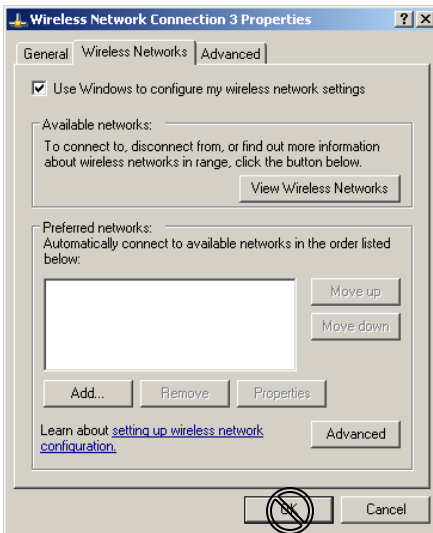 Wireless Network Connection 3 Properties
General Wireless Networks Advanced
Use Windows to configure my wireless network settings
Available networks:
To connect to, disconnect from, or find out more information
about wireless networks in range, click the button below.
View Wireless Networks
Preferred networks:
Automatically connect to available networks in the order listed
below:
Move up
Move down
Add... Remove Properties
Learn about setting up wireless network
configuration.
Advanced
OK Cancel